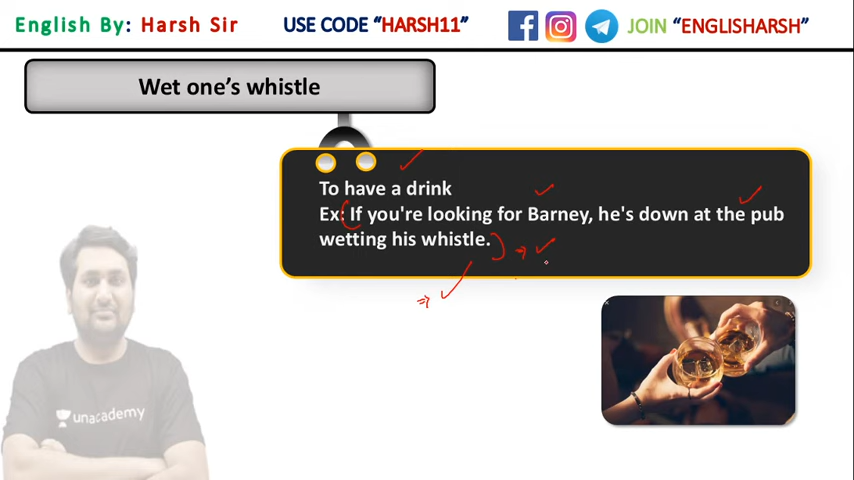 English By: Harsh Sir
USE CODE “HARSH11”
JOIN “ENGLISHARSH”
Wet one’s whistle
To have a drink
Ex: If you're looking for Barney, he's down at the pub
wetting his whistle.
unacademy